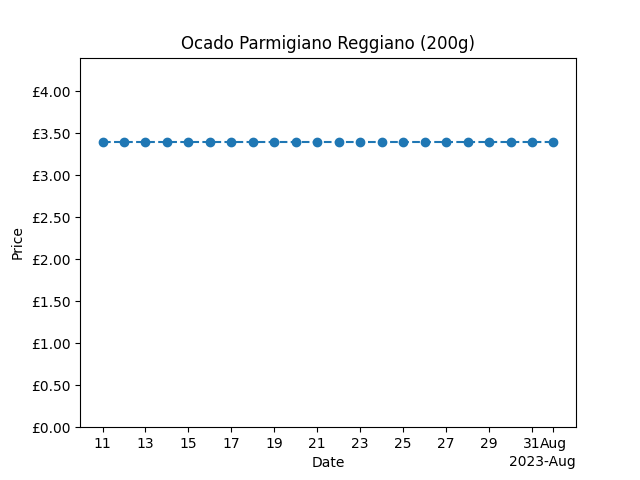 Ocado Parmigiano Reggiano (200g)
£4.00
£3.50
£3.00
£2.50
£2.00
£1.50
£1.00
£0.50
£0.00
Price
11 13 15 17 19 21 23 25 27 29 31 Aug
2023-Aug
Date